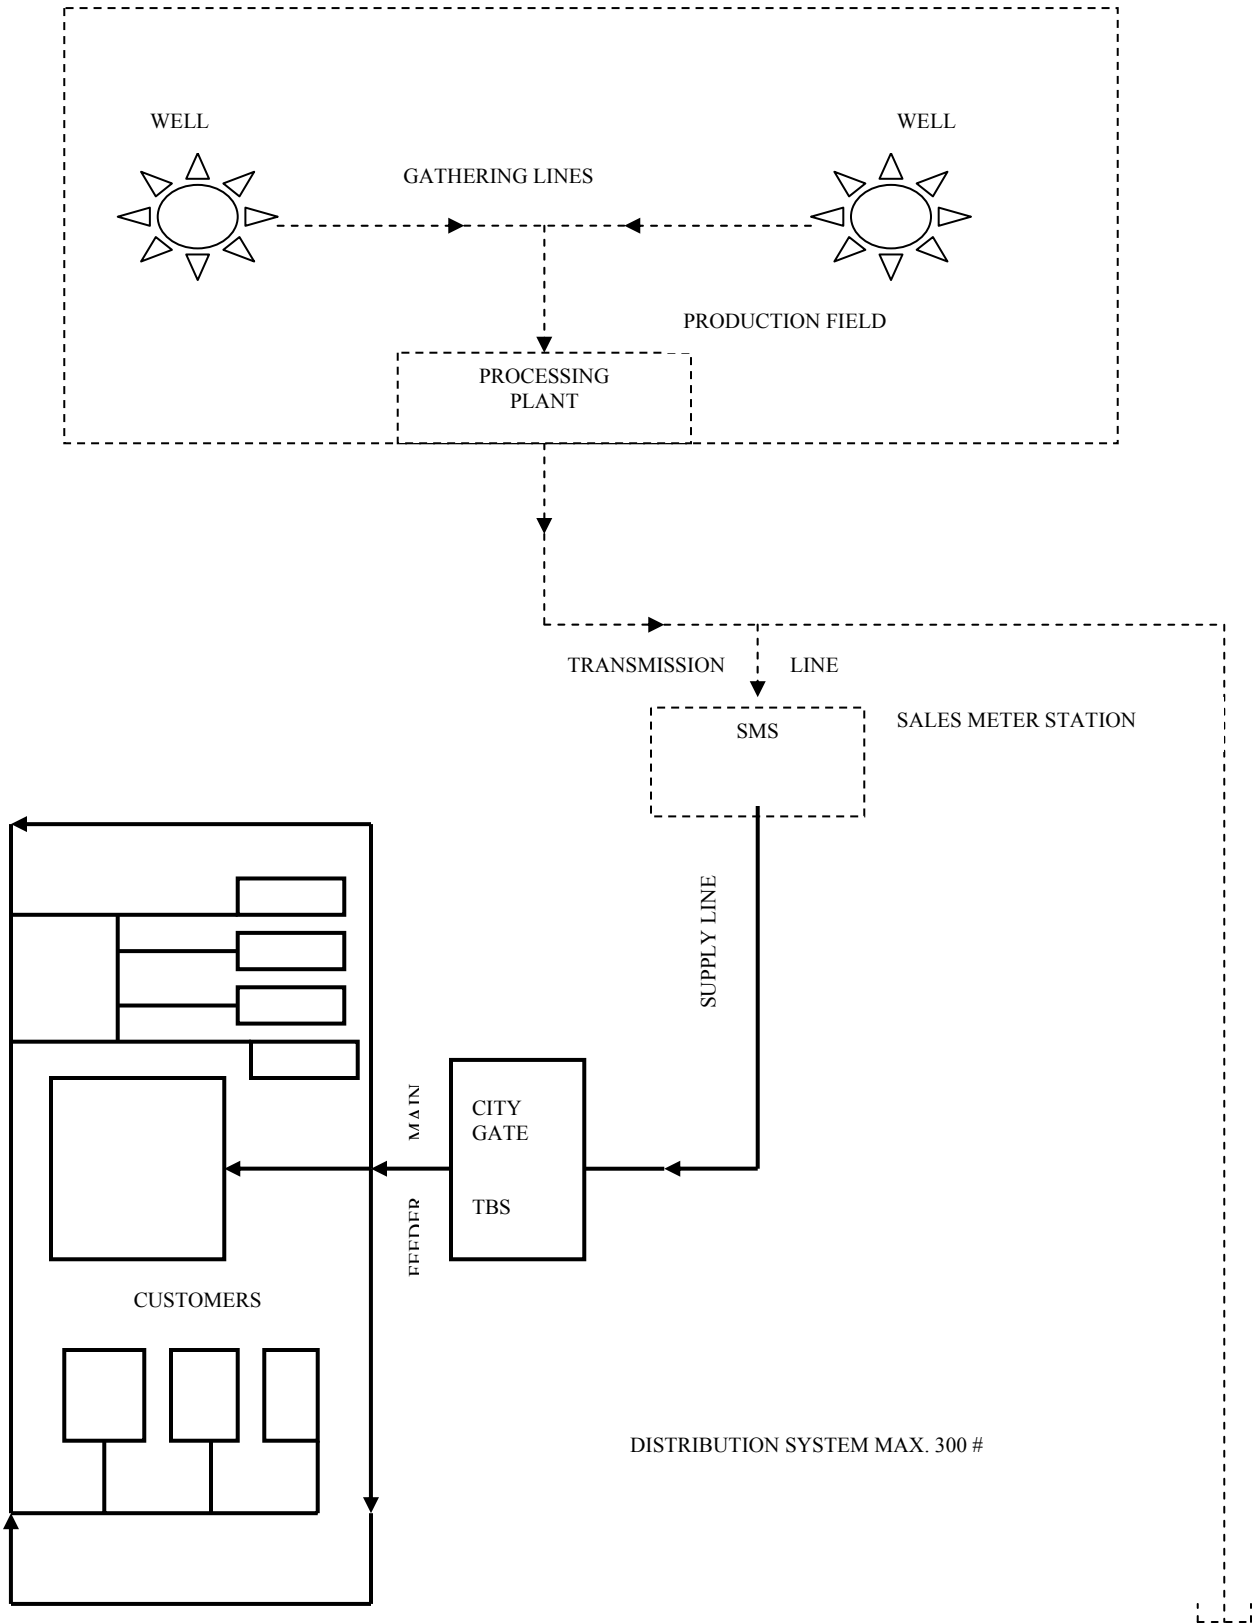 WELL
WELL
GATHERING LINES
PRODUCTION FIELD
PROCESSING
PLANT
TRANSMISSION LINE
SMS
SALES METER STATION
SUPPLY LINE
MAIN
FEEDER
CITY
GATE
TBS
CUSTOMERS
DISTRIBUTION SYSTEM MAX. 300 #